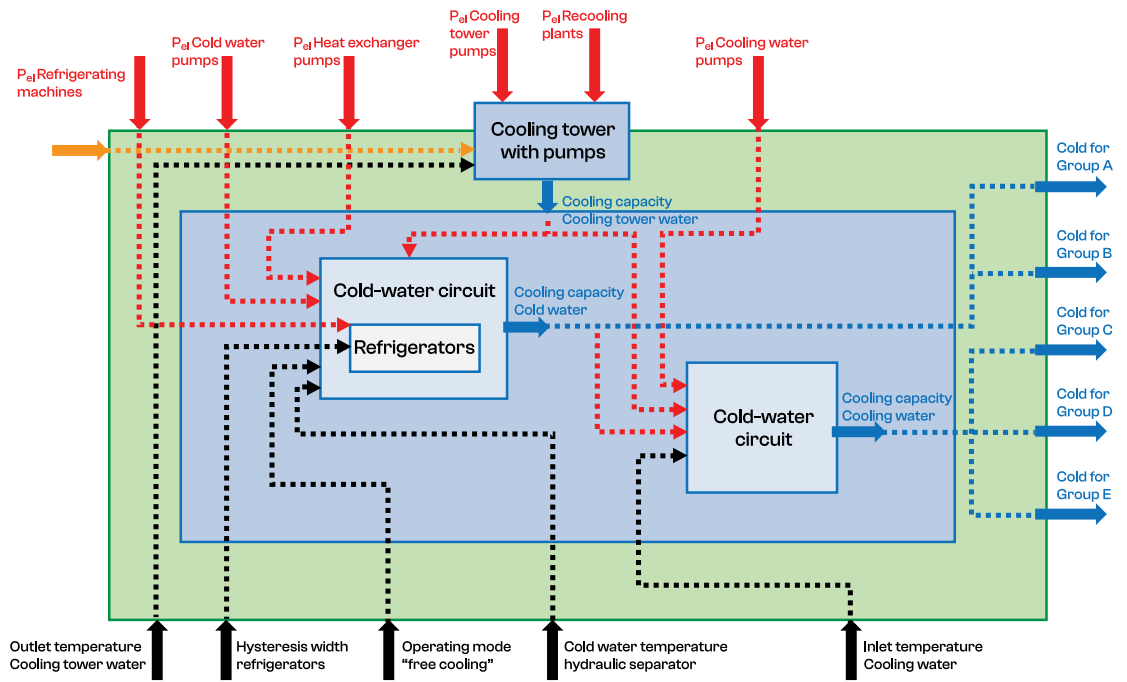 Pel Cooling
tower
pumps
Pel Recooling
plants
Pel Cold water
pumps
Pel Heat exchanger
pumps
Pel Cooling water
pumps
Pel Refrigerating
machines
Cooling tower
with pumps
Cold for
Group A
Cooling capacity
Cooling tower water
Cold for
Group B
Cold-water circuit
Cooling capacity
Cold water
Refrigerators
Cold for
Group C
Cold-water
circuit
Cooling capacity
Cooling water
Cold for
Group D
Cold for
Group E
Outlet temperature
Cooling tower water
Hysteresis width
refrigerators
Operating mode
“free cooling”
Cold water temperature
hydraulic separator
Inlet temperature
Cooling water